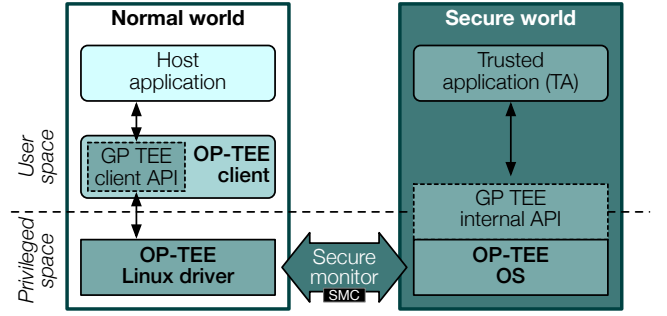 Normal world
Secure world
Host
application
Trusted
application (TA)
User
space
GP TEE
client API
OP-TEE
client
GP TEE
internal API
Privileged
space
OP-TEE
Linux driver
Secure
monitor
SMC
OP-TEE
OS